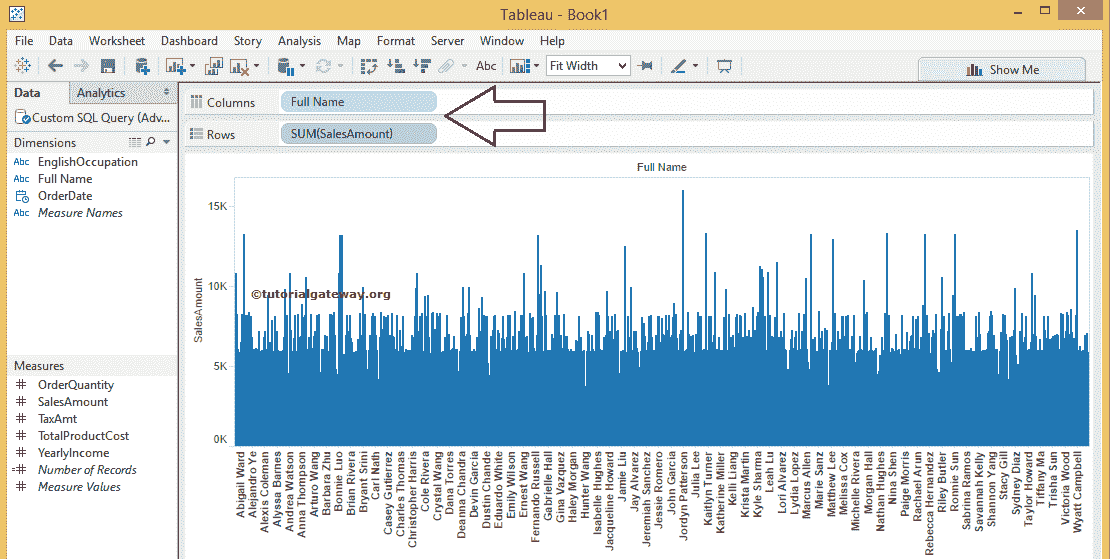 Tableau - Book1
File Data Worksheet Dashboard Story Analysis Map Format Server Window Help
Abc Fit Width Show Me
Data Analytics
Custom SQL Query (Adv...
Dimensions
Abc EnglishOccupation
Abc Full Name
OrderDate
Abc Measure Names
Measures
# OrderQuantity
# SalesAmount
# TaxAmt
# TotalProductCost
# YearlyIncome
=# Number of Records
# Measure Values
Columns Full Name
Rows SUM(SalesAmount)
Full Name
SalesAmount
15K
10K
5K
0K
©tutorialgateway.org
Abigail Ward
Alejandro Ye
Alexis Coleman
Alyssa Barnes
Andrea Watson
Anna Thompson
Arturo Wang
Barbara Zhu
Bonnie Luo
Brian Rivera
Bryant Srini
Carl Nath
Casey Gutierrez
Charles Thomas
Christopher Harris
Cole Rivera
Crystal Wang
Dana Torres
Deanna Chandra
Devin Garcia
Dustin Chande
Eduardo White
Emily Wilson
Ernest Wang
Fernando Russell
Gabrielle Hall
Gina Vazquez
Haley Morgan
Hunter Wang
Isabelle Hughes
Jacqueline Howard
Jamie Liu
Jay Alvarez
Jeremiah Sanchez
Jessie Romero
John Garcia
Jordyn Patterson
Julia Lee
Kaitlyn Turner
Katherine Miller
Kelli Liang
Krista Martin
Kyle Sharma
Leah Lu
Lori Alvarez
Lydia Lopez
Marcus Allen
Marie Sanz
Matthew Lee
Melissa Cox
Michelle Rivera
Morgan Hall
Nathan Hughes
Nina Shen
Paige Morris
Rachael Arun
Rebecca Hernandez
Riley Butler
Ronnie Sun
Sabrina Ramos
Savannah Kelly
Shannon Yang
Stacy Gill
Sydney Diaz
Taylor Howard
Tiffany Ma
Trisha Sun
Victoria Wood
Wyatt Campbell